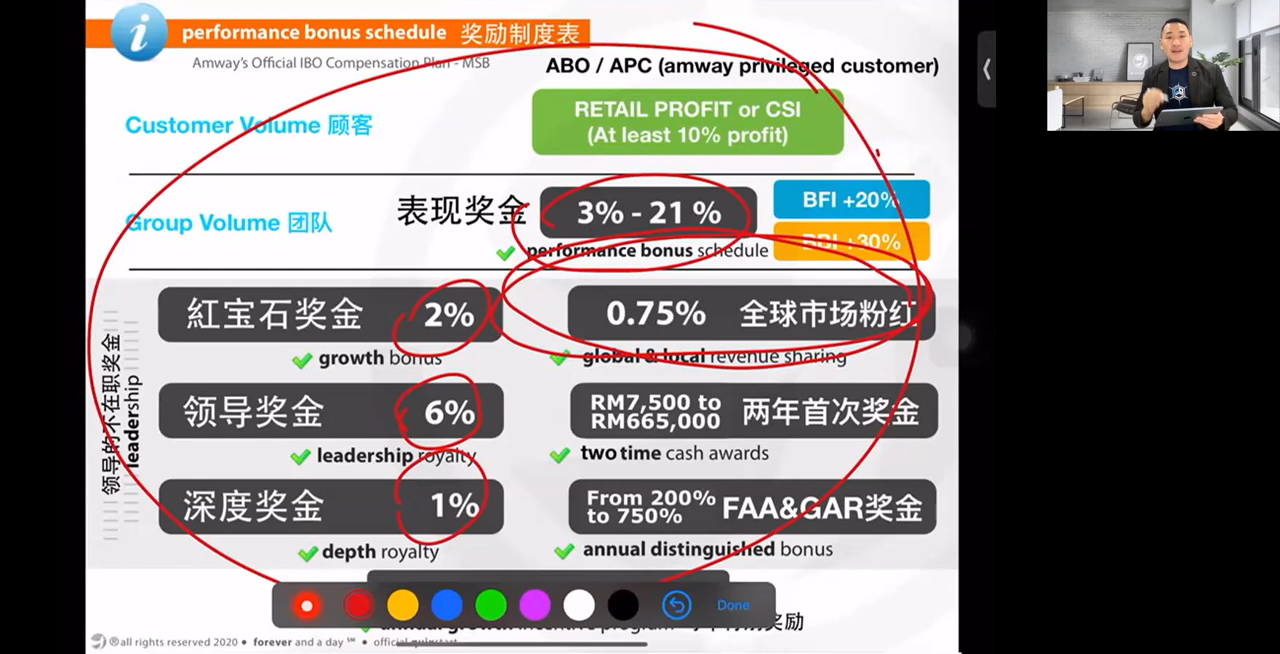 performance bonus schedule 奖励制度表
Amway's Official IBO Compensation Plan - MSB
ABO / APC (amway privileged customer)
Customer Volume 顾客
RETAIL PROFIT or CSI
(At least 10% profit)
Group Volume 团队
表现奖金
3% - 21 %
BFI +20%
BBI +30%
performance bonus schedule
领导的不在职奖金
leadership
紅宝石奖金 2%
growth bonus
0.75% 全球市场粉红
global & local revenue sharing
领导奖金 6%
leadership royalty
RM7,500 to
RM665,000
两年首次奖金
two time cash awards
深度奖金 1%
depth royalty
From 200%
to 750%
FAA&GAR奖金
annual distinguished bonus
Done
®all rights reserved 2020 • forever and a day ℠ • official